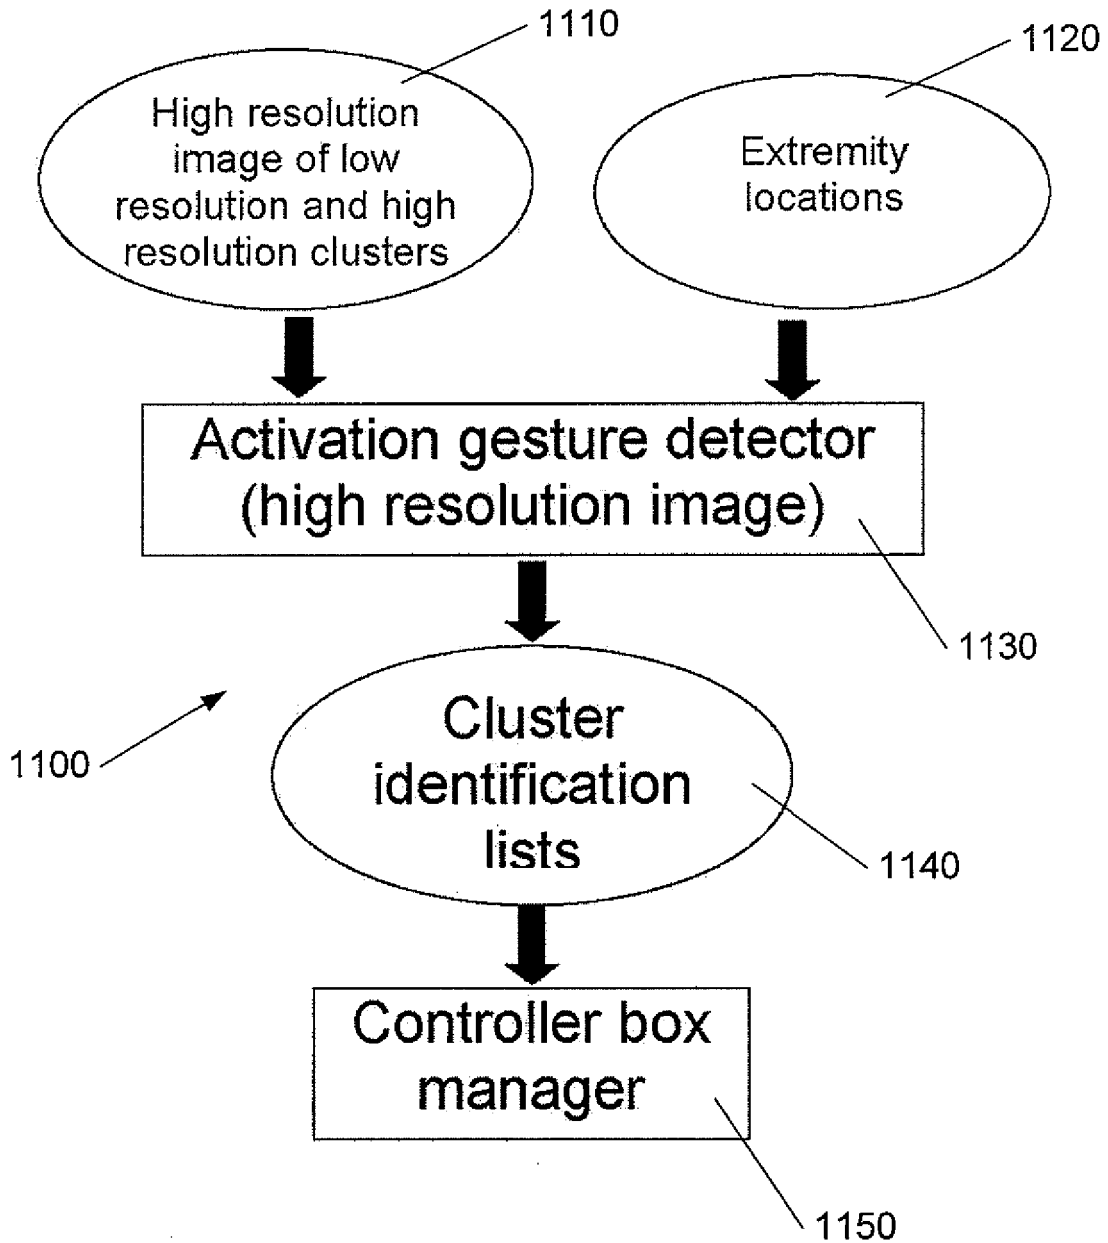 1110
1120
High resolution
image of low
resolution and high
resolution clusters
Extremity
locations
Activation gesture detector
(high resolution image)
1130
Cluster
identification
lists
1100
1140
Controller box
manager
1150